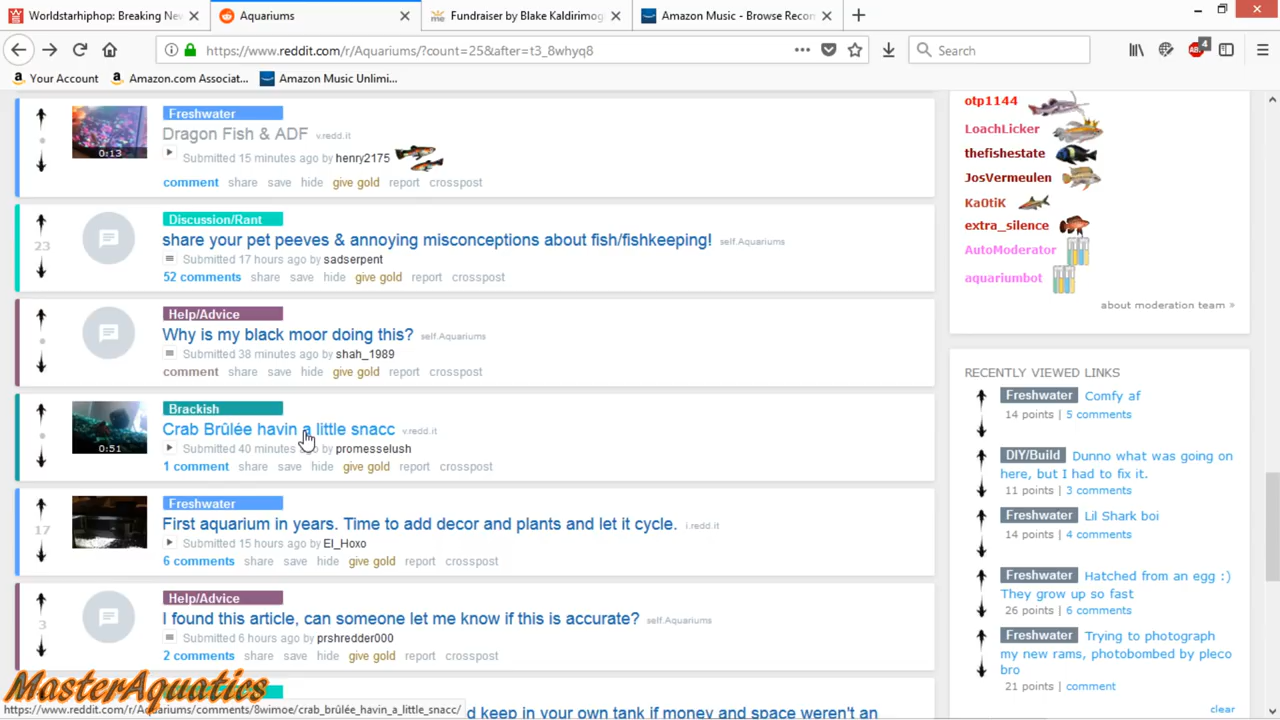 Worldstarhiphop: Breaking Ne
Aquariums
Fundraiser by Blake Kaldirimog
Amazon Music - Browse Recom
https://www.reddit.com/r/Aquariums/?count=25&after=t3_8whyq8
Search
4
Your Account
Amazon.com Associat...
Amazon Music Unlimi...
Freshwater
Dragon Fish & ADF v.redd.it
0:13
Submitted 15 minutes ago by henry2175
comment share save hide give gold report crosspost
Discussion/Rant
share your pet peeves & annoying misconceptions about fish/fishkeeping! self.Aquariums
23
Submitted 17 hours ago by sadserpent
52 comments share save hide give gold report crosspost
Help/Advice
Why is my black moor doing this? self.Aquariums
Submitted 38 minutes ago by shah_1989
comment share save hide give gold report crosspost
Brackish
Crab Brûlée havin a little snacc v.redd.it
0:51
Submitted 40 minutes ago by promesselush
1 comment share save hide give gold report crosspost
Freshwater
First aquarium in years. Time to add decor and plants and let it cycle. i.redd.it
17
Submitted 15 hours ago by El_Hoxo
6 comments share save hide give gold report crosspost
Help/Advice
I found this article, can someone let me know if this is accurate? self.Aquariums
3
Submitted 6 hours ago by prshredder000
2 comments share save hide give gold report crosspost
d keep in your own tank if money and space weren't an
MasterAquatics
https://www.reddit.com/r/Aquariums/comments/8wimoe/crab_brûlée_havin_a_little_snacc/
otp1144
LoachLicker
thefishestate
JosVermeulen
Ka0tiK
extra_silence
AutoModerator
aquariumbot
about moderation team »
RECENTLY VIEWED LINKS
Freshwater Comfy af
14 points | 5 comments
DIY/Build Dunno what was going on
here, but I had to fix it.
11 points | 3 comments
Freshwater Lil Shark boi
14 points | 4 comments
Freshwater Hatched from an egg :)
They grow up so fast
26 points | 6 comments
Freshwater Trying to photograph
my new rams, photobombed by pleco
bro
21 points | comment
clear